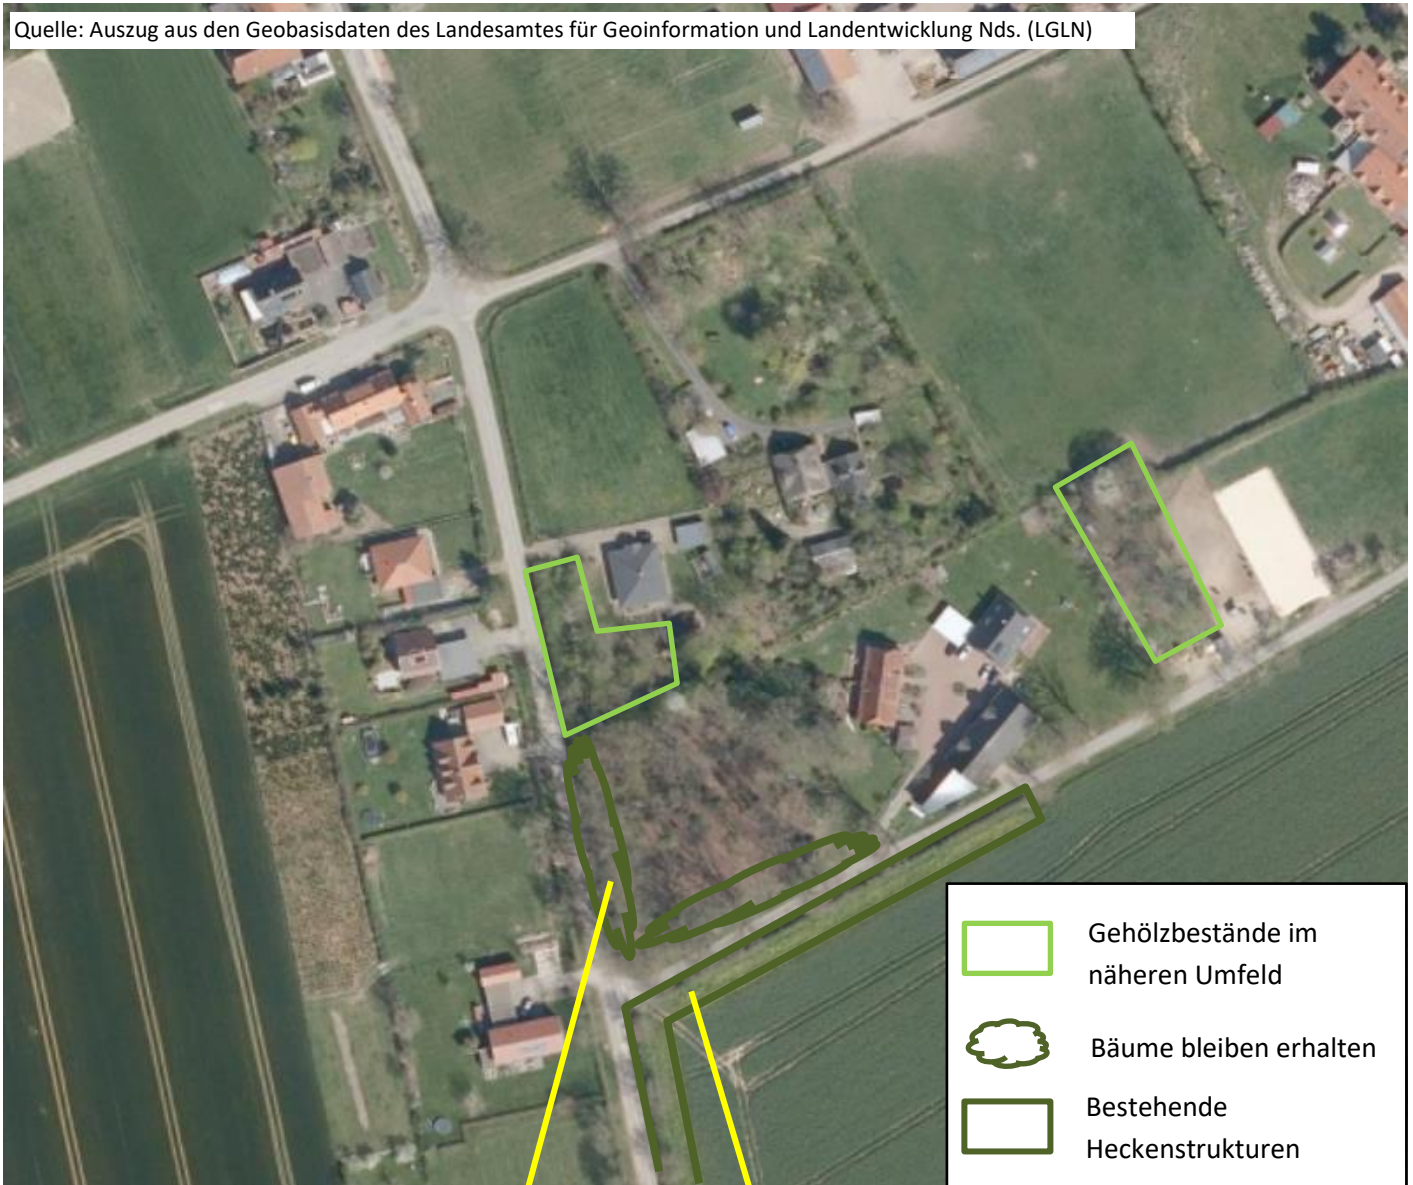 Quelle: Auszug aus den Geobasisdaten des Landesamtes für Geoinformation und Landentwicklung Nds. (LGLN)
Gehölzbestände im
näheren Umfeld
Bäume bleiben erhalten
Bestehende
Heckenstrukturen